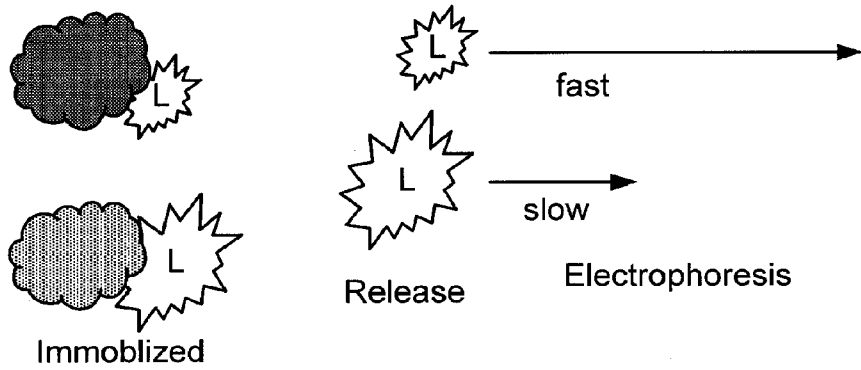 L
L
fast
L
slow
L
Release
Electrophoresis
Immoblized